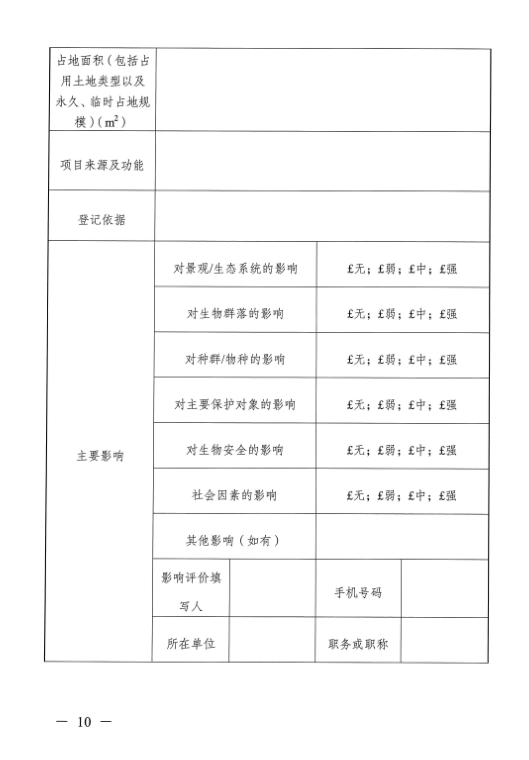 占地面积（包括占
用土地类型以及
永久、临时占地规
模）（m²）
项目来源及功能
登记依据
主要影响
对景观/生态系统的影响
£无；£弱；£中；£强
对生物群落的影响
£无；£弱；£中；£强
对种群/物种的影响
£无；£弱；£中；£强
对主要保护对象的影响
£无；£弱；£中；£强
对生物安全的影响
£无；£弱；£中；£强
社会因素的影响
£无；£弱；£中；£强
其他影响（如有）
影响评价填
写人
手机号码
所在单位
职务或职称
— 10 —